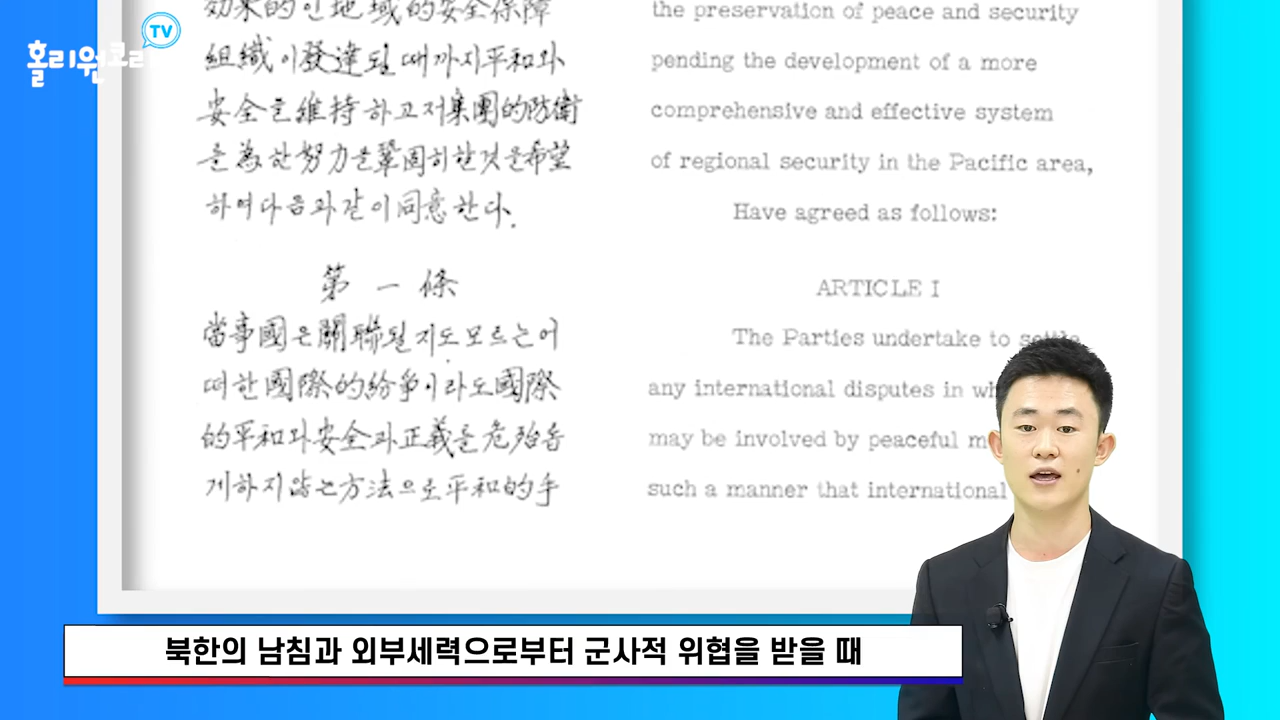 홀리원코리
TV
効果的인地域的安全保障
組織이發達될때까지平和와
安全을維持하고저集團的防衛
을為한努力을鞏固히할것을希望
하여다음과같이同意한다.
第一條
當事國은關聯될지도모르는어
떠한國際的紛争이라도國際
的平和와安全과正義를危殆롭
게하지않는方法으로平和的手
the preservation of peace and security
pending the development of a more
comprehensive and effective system
of regional security in the Pacific area,
Have agreed as follows:
ARTICLE I
The Parties undertake to settle
any international disputes in wh
may be involved by peaceful m
such a manner that international
북한의 남침과 외부세력으로부터 군사적 위협을 받을 때